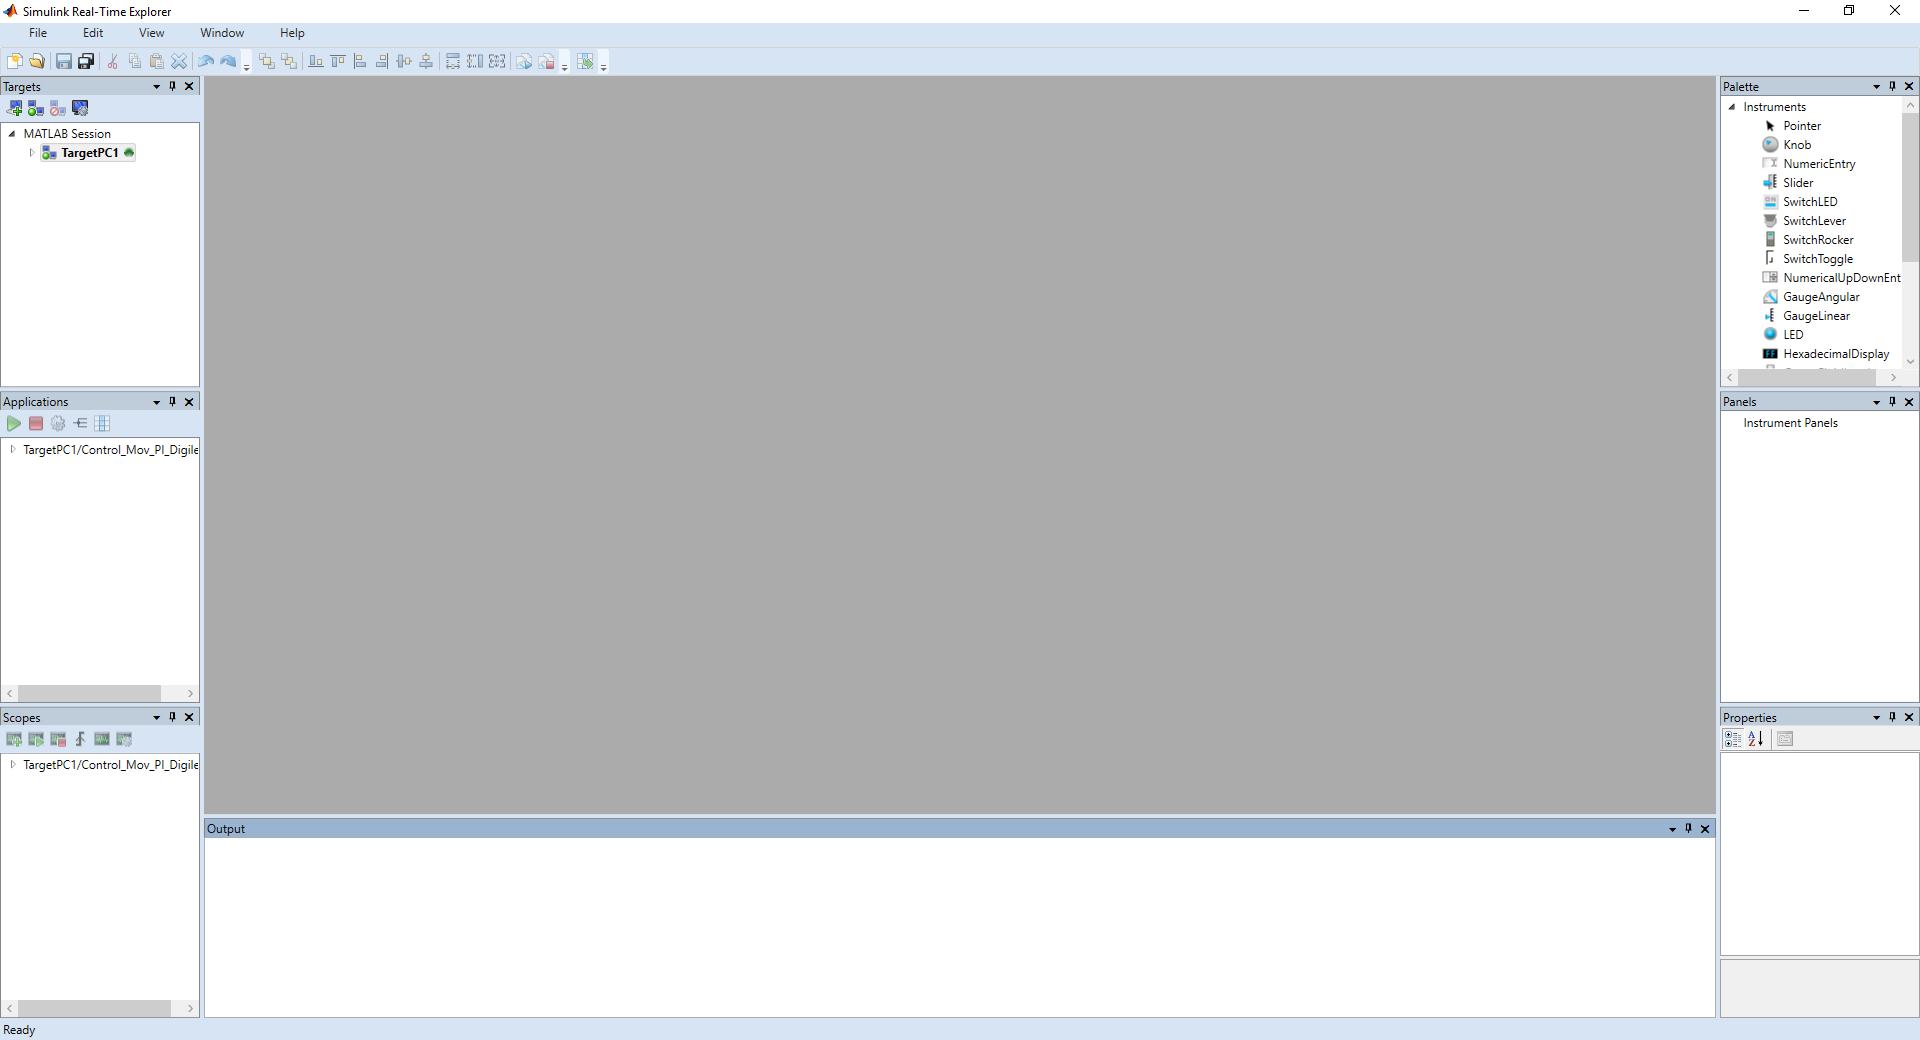 Simulink Real-Time Explorer
File Edit View Window Help
Targets
MATLAB Session
TargetPC1
Applications
TargetPC1/Control_Mov_PI_Digile
Scopes
TargetPC1/Control_Mov_PI_Digile
Output
Palette
Instruments
Pointer
Knob
NumericEntry
Slider
SwitchLED
SwitchLever
SwitchRocker
SwitchToggle
NumericalUpDownEnt
GaugeAngular
GaugeLinear
LED
HexadecimalDisplay
Panels
Instrument Panels
Properties
Ready